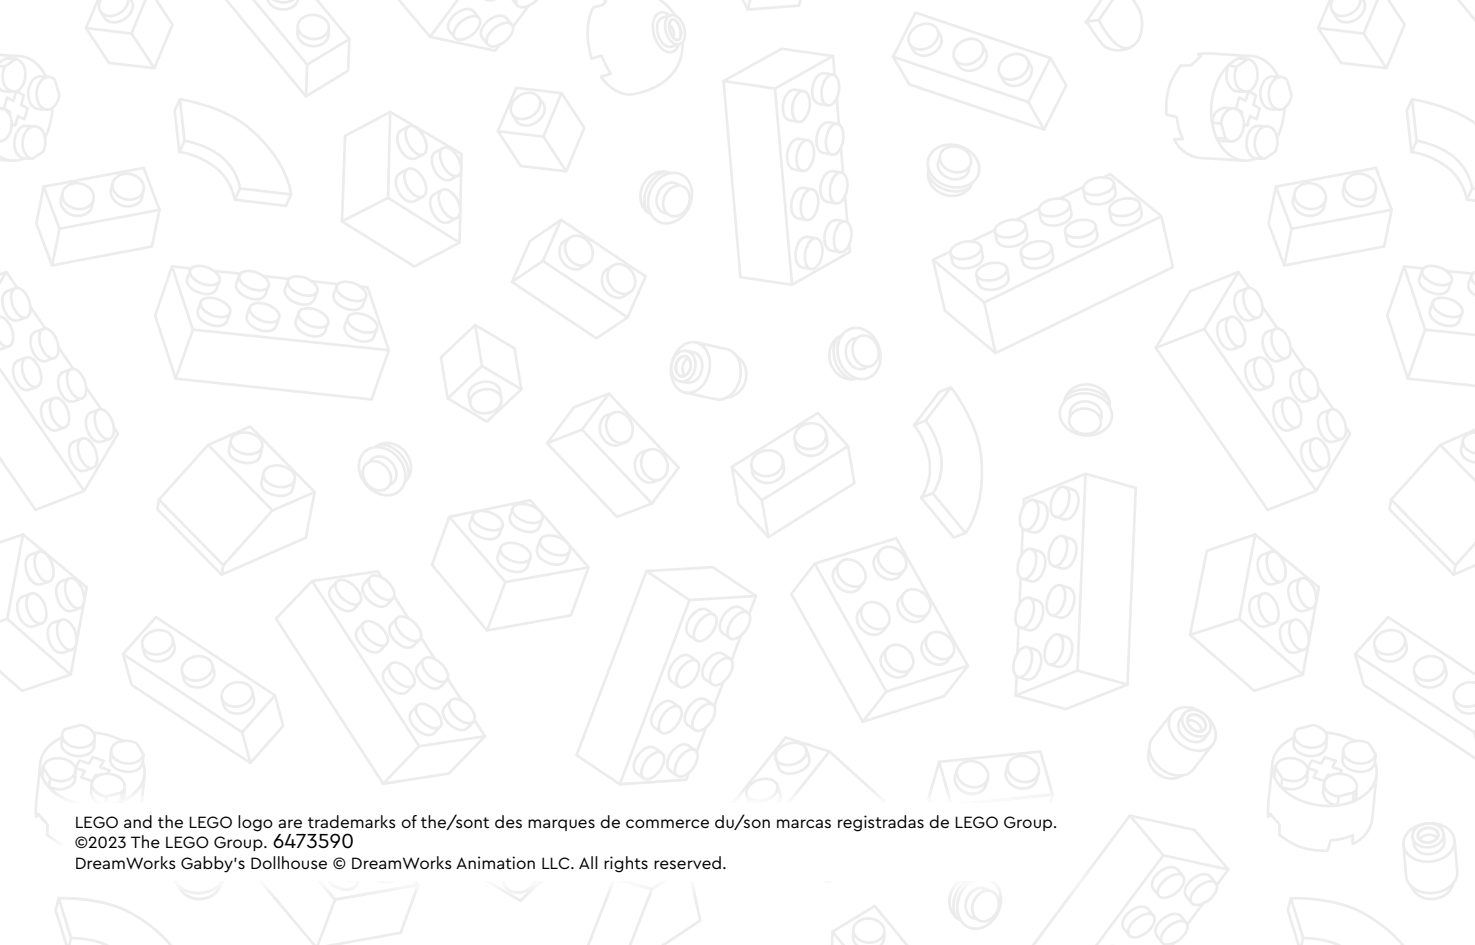 LEGO and the LEGO logo are trademarks of the/sont des marques de commerce du/son marcas registradas de LEGO Group.
©2023 The LEGO Group. 6473590
DreamWorks Gabby's Dollhouse © DreamWorks Animation LLC. All rights reserved.